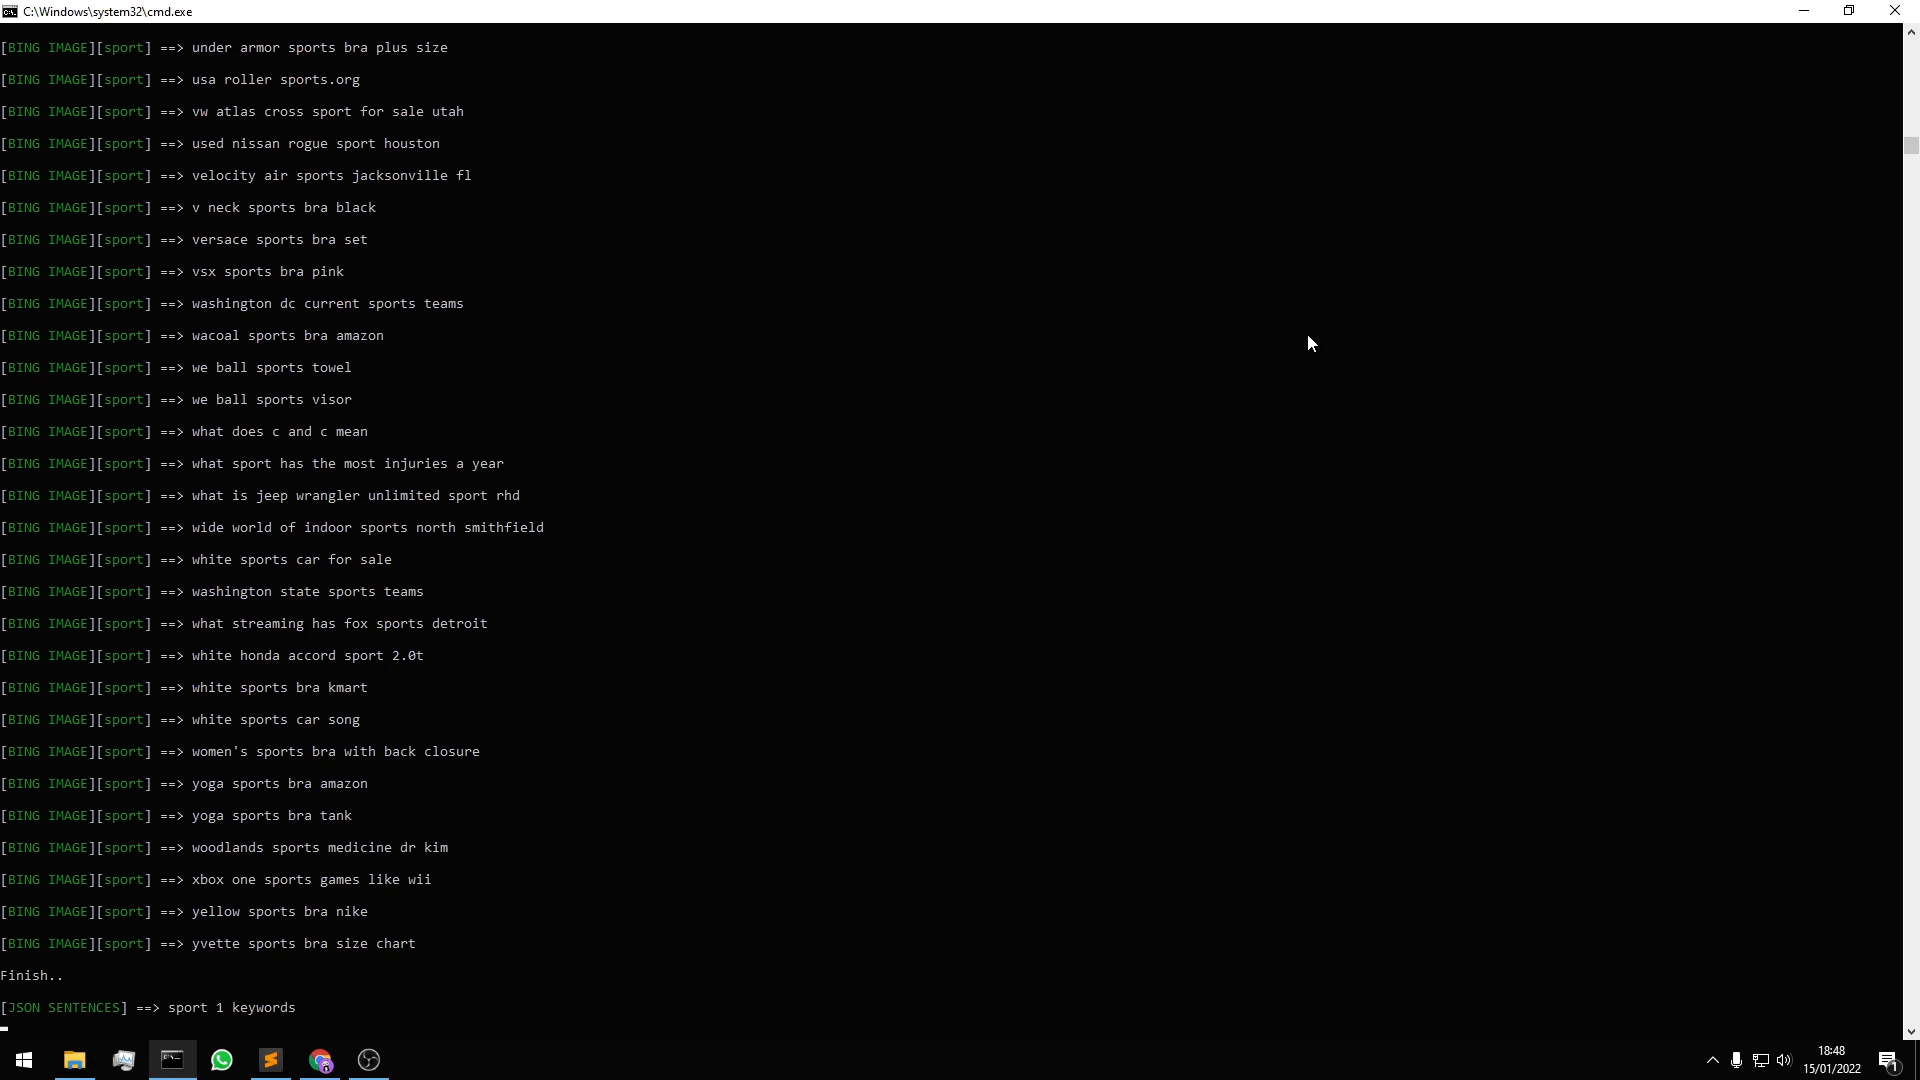 C:\Windows\system32\cmd.exe
[BING IMAGE][sport] ==> under armor sports bra plus size
[BING IMAGE][sport] ==> usa roller sports.org
[BING IMAGE][sport] ==> vw atlas cross sport for sale utah
[BING IMAGE][sport] ==> used nissan rogue sport houston
[BING IMAGE][sport] ==> velocity air sports jacksonville fl
[BING IMAGE][sport] ==> v neck sports bra black
[BING IMAGE][sport] ==> versace sports bra set
[BING IMAGE][sport] ==> vsx sports bra pink
[BING IMAGE][sport] ==> washington dc current sports teams
[BING IMAGE][sport] ==> wacoal sports bra amazon
[BING IMAGE][sport] ==> we ball sports towel
[BING IMAGE][sport] ==> we ball sports visor
[BING IMAGE][sport] ==> what does c and c mean
[BING IMAGE][sport] ==> what sport has the most injuries a year
[BING IMAGE][sport] ==> what is jeep wrangler unlimited sport rhd
[BING IMAGE][sport] ==> wide world of indoor sports north smithfield
[BING IMAGE][sport] ==> white sports car for sale
[BING IMAGE][sport] ==> washington state sports teams
[BING IMAGE][sport] ==> what streaming has fox sports detroit
[BING IMAGE][sport] ==> white honda accord sport 2.0t
[BING IMAGE][sport] ==> white sports bra kmart
[BING IMAGE][sport] ==> white sports car song
[BING IMAGE][sport] ==> women's sports bra with back closure
[BING IMAGE][sport] ==> yoga sports bra amazon
[BING IMAGE][sport] ==> yoga sports bra tank
[BING IMAGE][sport] ==> woodlands sports medicine dr kim
[BING IMAGE][sport] ==> xbox one sports games like wii
[BING IMAGE][sport] ==> yellow sports bra nike
[BING IMAGE][sport] ==> yvette sports bra size chart
Finish..
[JSON SENTENCES] ==> sport 1 keywords
18:48
15/01/2022
1